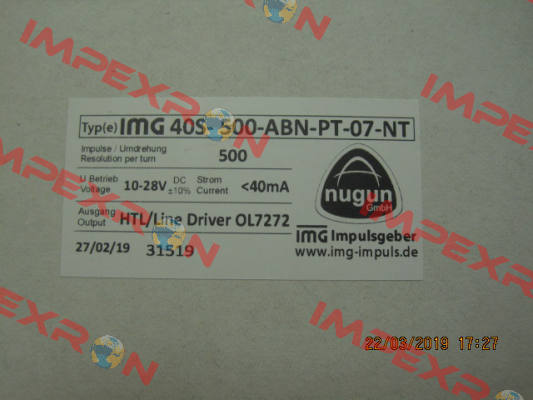 Typ(e) IMG 40S 500-ABN-PT-07-NT
Impulse / Umdrehung
Resolution per turn
500
U Betrieb
Voltage
10-28V DC ±10%
Strom
Current
<40mA
Ausgang
Output
HTL/Line Driver OL7272
27/02/19
31519
nugun
GmbH
IMG Impulsgeber
www.img-impuls.de
22/03/2019 17:27
IMPEXRON
IMPEXRON
IMPEXRON
IMPEXRON
IMPEXRON
IMPEXRON